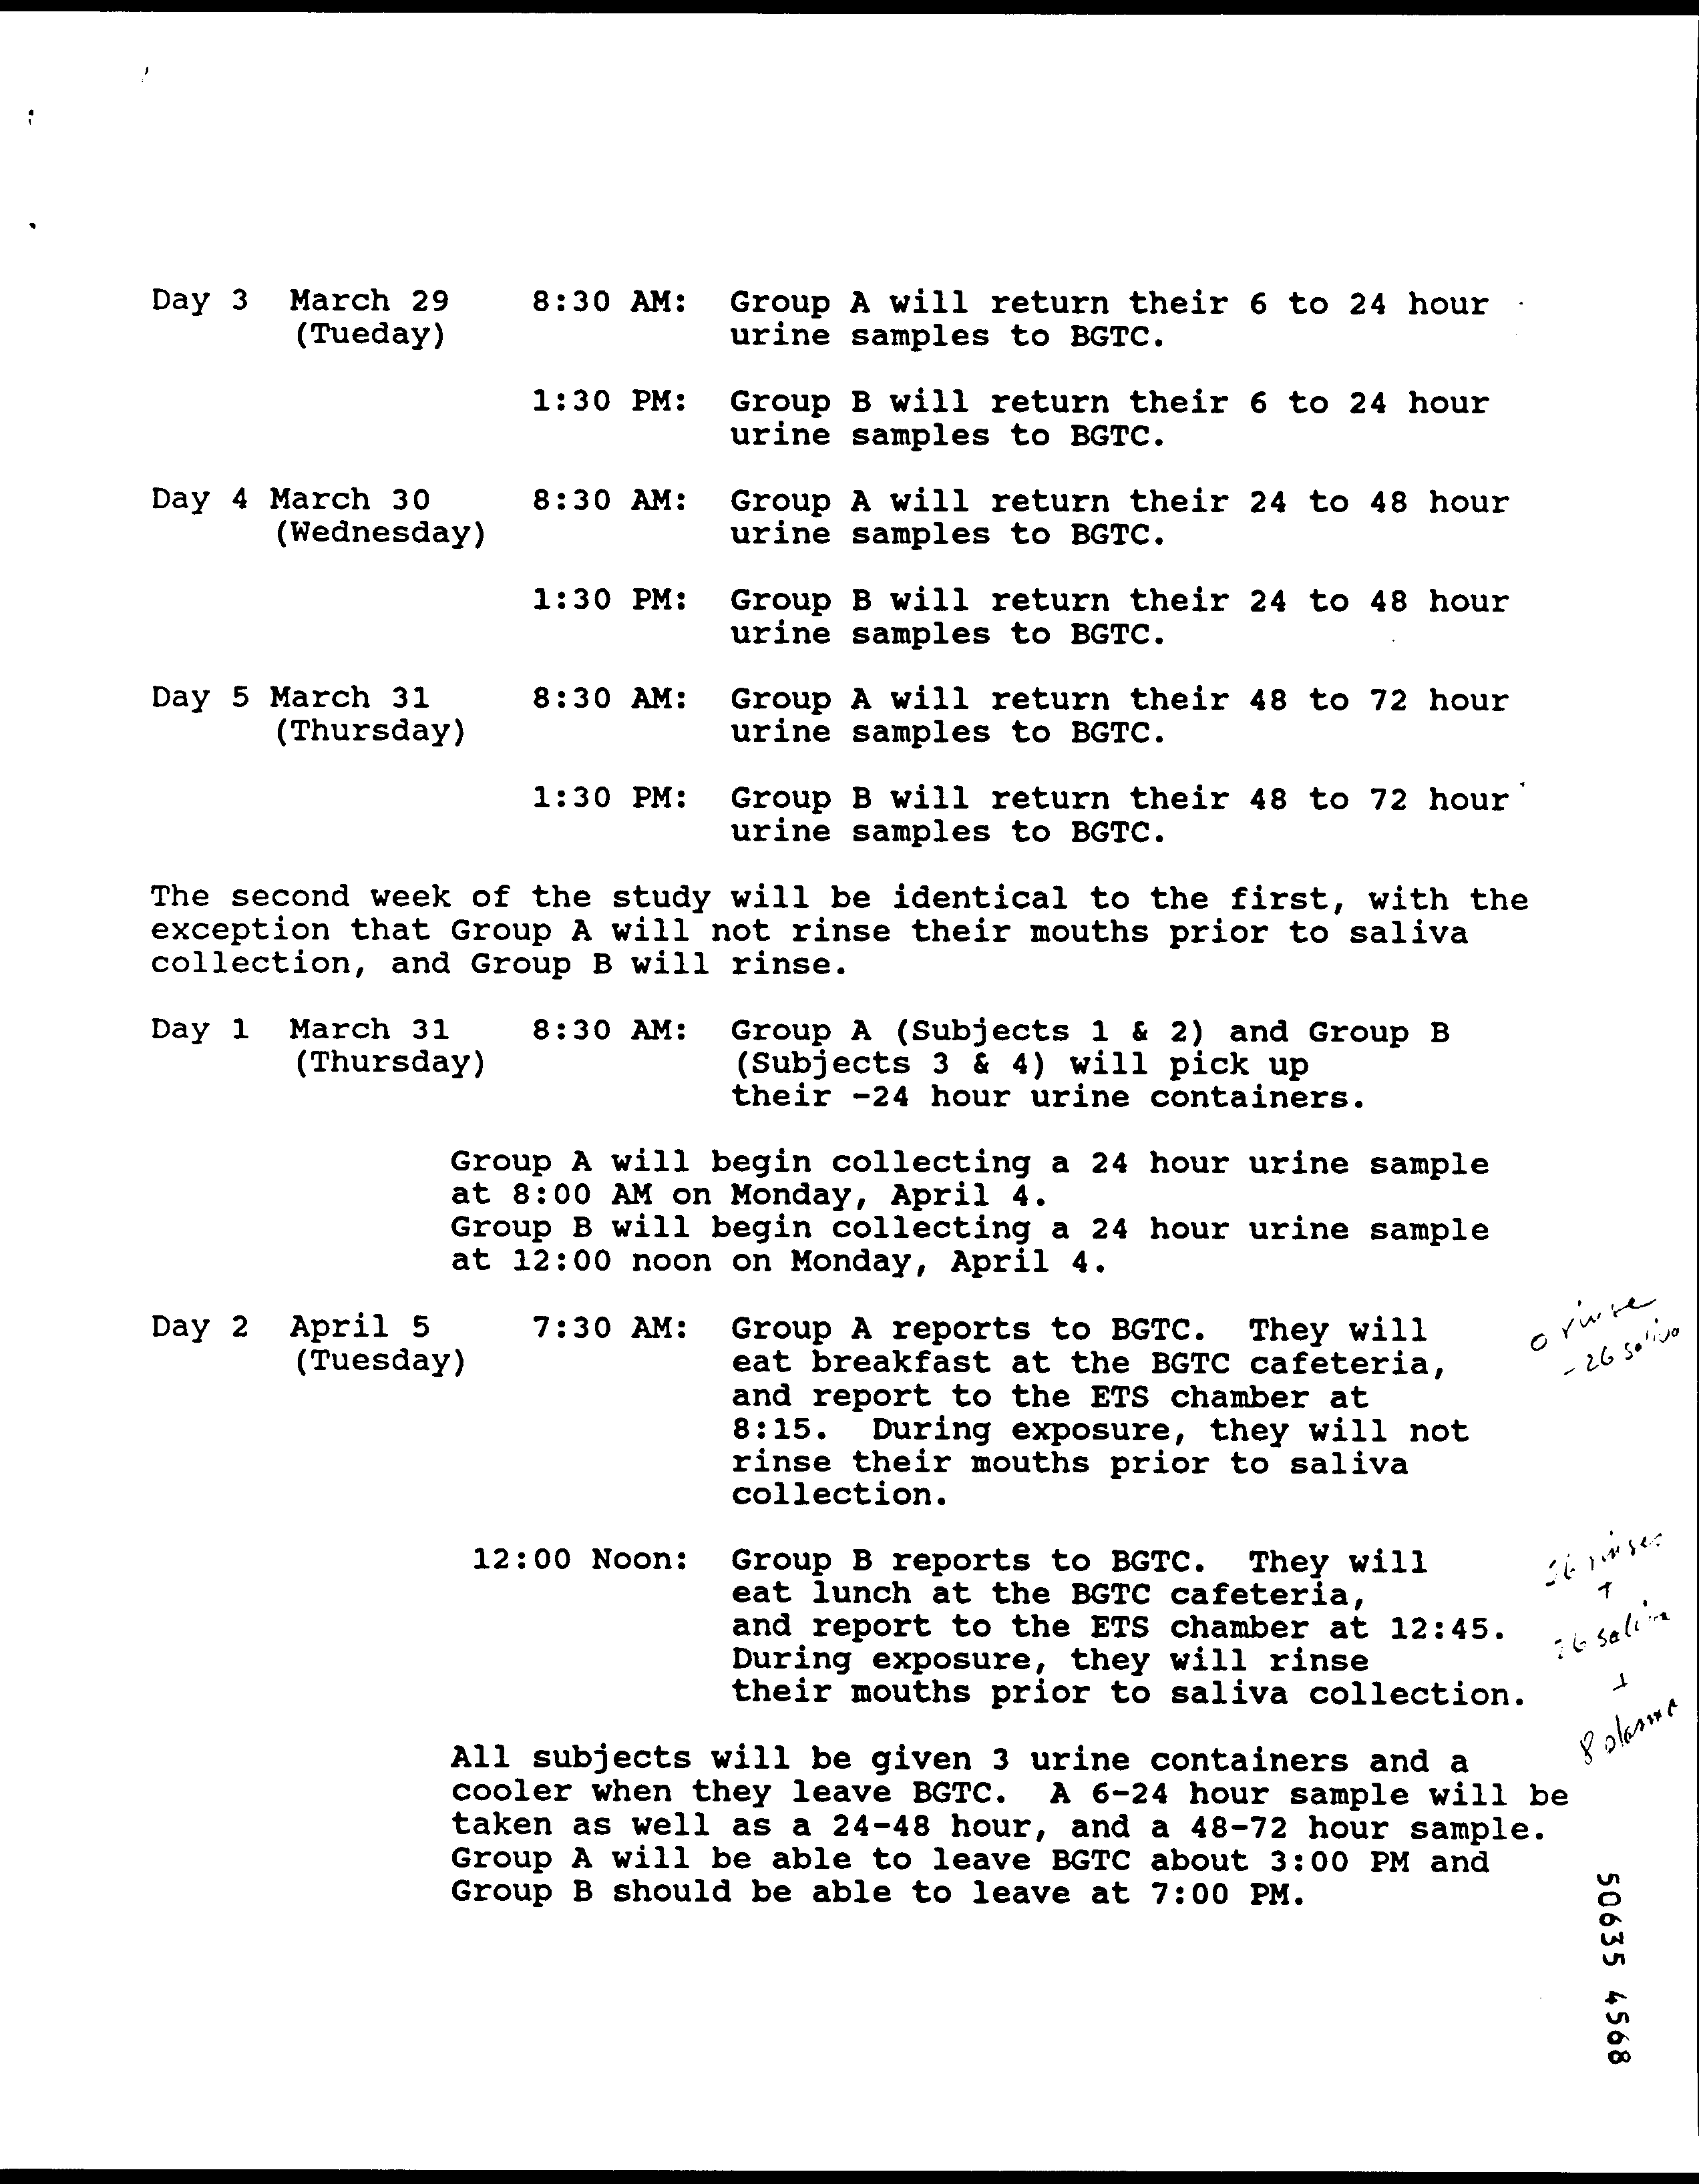 Day 3 March 29 8:30 AM: Group A will return their 6 to 24 hour
(Tueday) urine samples to BGTC.
1:30 PM: Group B will return their 6 to 24 hour
urine samples to BGTC.
Day 4 March 30 8:30 AM: Group A will return their 24 to 48 hour
(Wednesday) urine samples to BGTC.
1:30 PM: Group B will return their 24 to 48 hour
urine samples to BGTC.
Day 5 March 31 8:30 AM: Group A will return their 48 to 72 hour
(Thursday) urine samples to BGTC.
1:30 PM: Group B will return their 48 to 72 hour
urine samples to BGTC.
The second week of the study will be identical to the first, with the
exception that Group A will not rinse their mouths prior to saliva
collection, and Group B will rinse.
Day 1 March 31 8:30 AM: Group A (Subjects 1 & 2) and Group B
(Thursday) (Subjects 3 & 4) will pick up
their -24 hour urine containers.
Group A will begin collecting a 24 hour urine sample
at 8:00 AM on Monday, April 4.
Group B will begin collecting a 24 hour urine sample
at 12:00 noon on Monday, April 4.
Day 2 April 5 7:30 AM: Group A reports to BGTC. They will
(Tuesday) eat breakfast at the BGTC cafeteria,
and report to the ETS chamber at
8:15. During exposure, they will not
rinse their mouths prior to saliva
collection.
0 rinse
- 26 saliva
12:00 Noon: Group B reports to BGTC. They will
eat lunch at the BGTC cafeteria,
and report to the ETS chamber at 12:45.
During exposure, they will rinse
their mouths prior to saliva collection.
26 rinses
+
26 saliva
+
8 plasma
All subjects will be given 3 urine containers and a
cooler when they leave BGTC. A 6-24 hour sample will be
taken as well as a 24-48 hour, and a 48-72 hour sample.
Group A will be able to leave BGTC about 3:00 PM and
Group B should be able to leave at 7:00 PM.
50635 4568